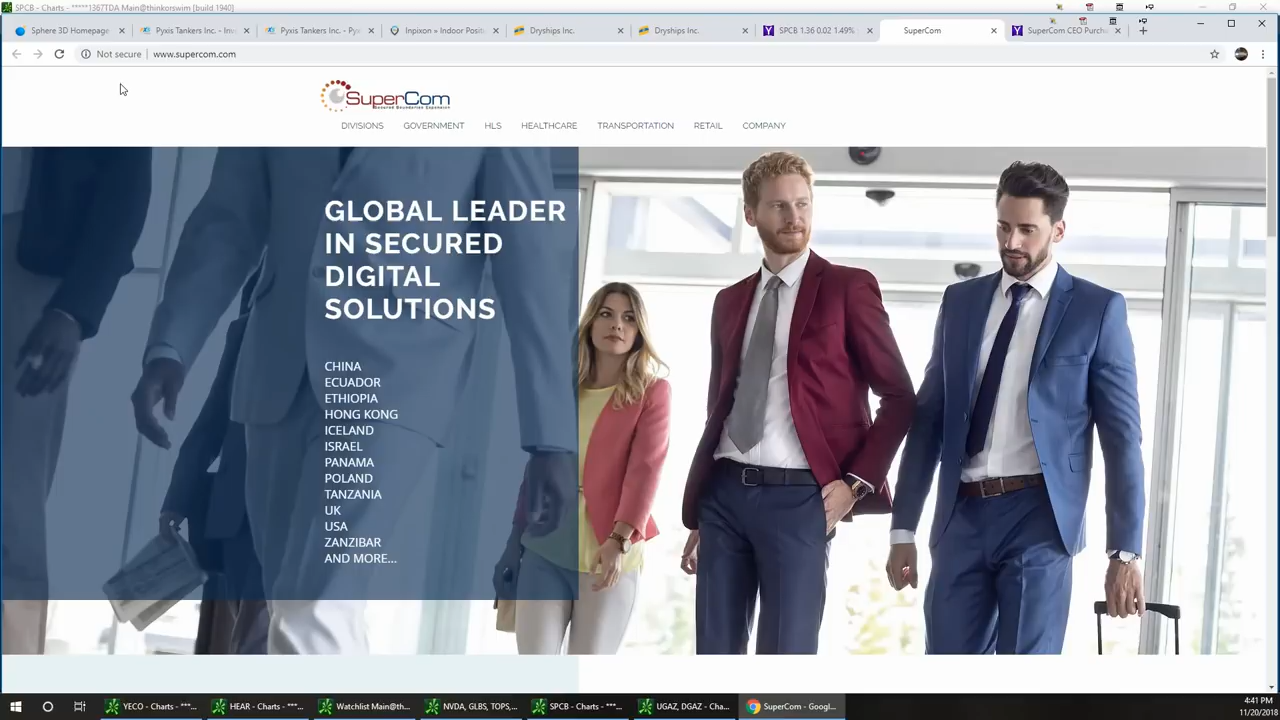 SPCB - Charts - *****1367TDA Main@thinkorswim [build 1940]
Sphere 3D Homepage
Pyxis Tankers Inc. - Inv
Pyxis Tankers Inc. - Pyx
Inpixon » Indoor Positi
Dryships Inc.
Dryships Inc.
SPCB 1.36 0.02 1.49%
SuperCom
SuperCom CEO Purch
Not secure
www.supercom.com
SuperCom
DIVISIONS
GOVERNMENT
HLS
HEALTHCARE
TRANSPORTATION
RETAIL
COMPANY
GLOBAL LEADER
IN SECURED
DIGITAL
SOLUTIONS
CHINA
ECUADOR
ETHIOPIA
HONG KONG
ICELAND
ISRAEL
PANAMA
POLAND
TANZANIA
UK
USA
ZANZIBAR
AND MORE...
YECO - Charts - ***...
HEAR - Charts - ***...
Watchlist Main@th...
NVDA, GLBS, TOPS,...
SPCB - Charts - ***...
UGAZ, DGAZ - Cha...
SuperCom - Googl...
4:41 PM
11/20/2018